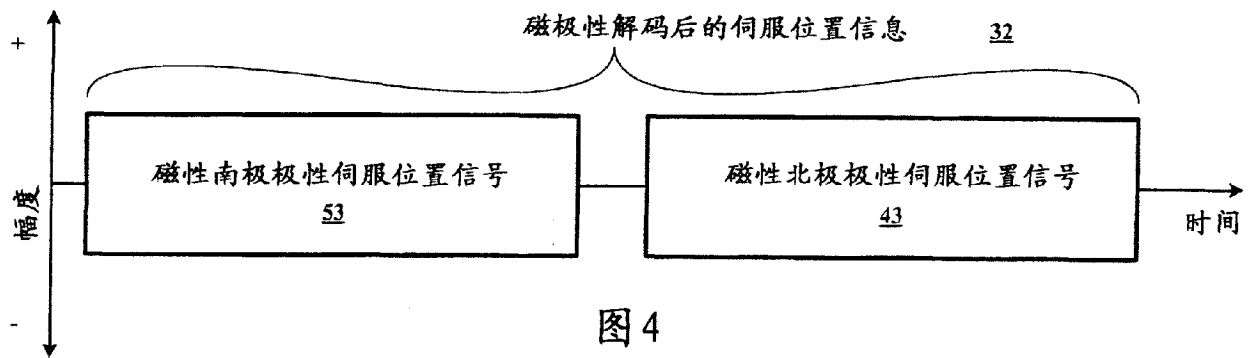 磁极性解码后的伺服位置信息 32
+
磁性南极极性伺服位置信号
53
磁性北极极性伺服位置信号
43
幅度
时间
-
图4